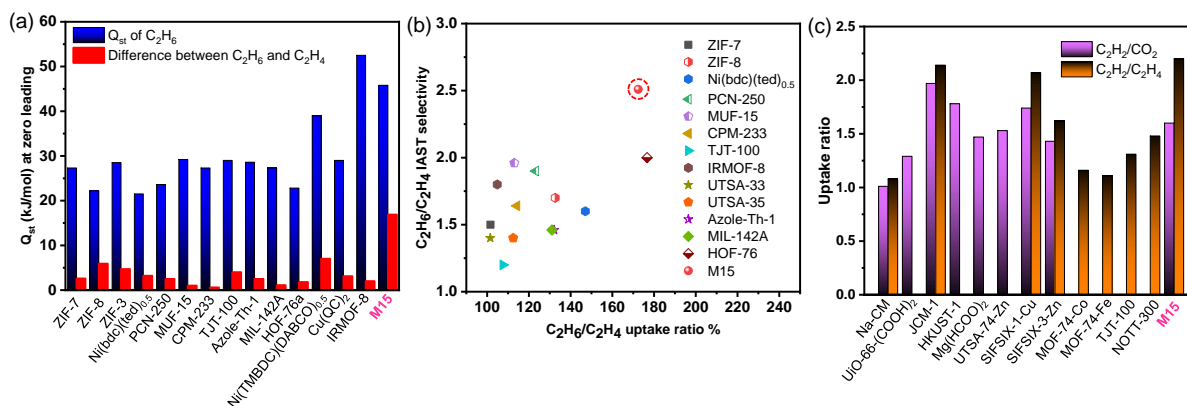 (a)
60
50
40
30
20
10
0
Q_st (kJ/mol) at zero leading
Q_st of C₂H₆
Difference between C₂H₆ and C₂H₄
ZIF-7
ZIF-8
ZIF-3
Ni(bdc)(ted)₀.₅
PCN-250
MUF-15
CPM-233
TJT-100
Azole-Th-1
MIL-142A
HOF-76a
Ni(TMBDC)(DABCO)₀.₅
Cu(QC)₂
IRMOF-8
M15
(b)
3.0
2.5
2.0
1.5
1.0
C₂H₆/C₂H₄ IAST selectivity
ZIF-7
ZIF-8
Ni(bdc)(ted)₀.₅
PCN-250
MUF-15
CPM-233
TJT-100
IRMOF-8
UTSA-33
UTSA-35
Azole-Th-1
MIL-142A
HOF-76
M15
100 120 140 160 180 200 220 240
C₂H₆/C₂H₄ uptake ratio %
(c)
2.5
2.0
1.5
1.0
0.5
0.0
Uptake ratio
C₂H₂/CO₂
C₂H₂/C₂H₄
Na-CM
UiO-66-(COOH)₂
JCM-1
HKUST-1
Mg(HCOO)₂
UTSA-74-Zn
SIFSIX-1-Cu
SIFSIX-3-Zn
MOF-74-Co
MOF-74-Fe
TJT-100
NOTT-300
M15